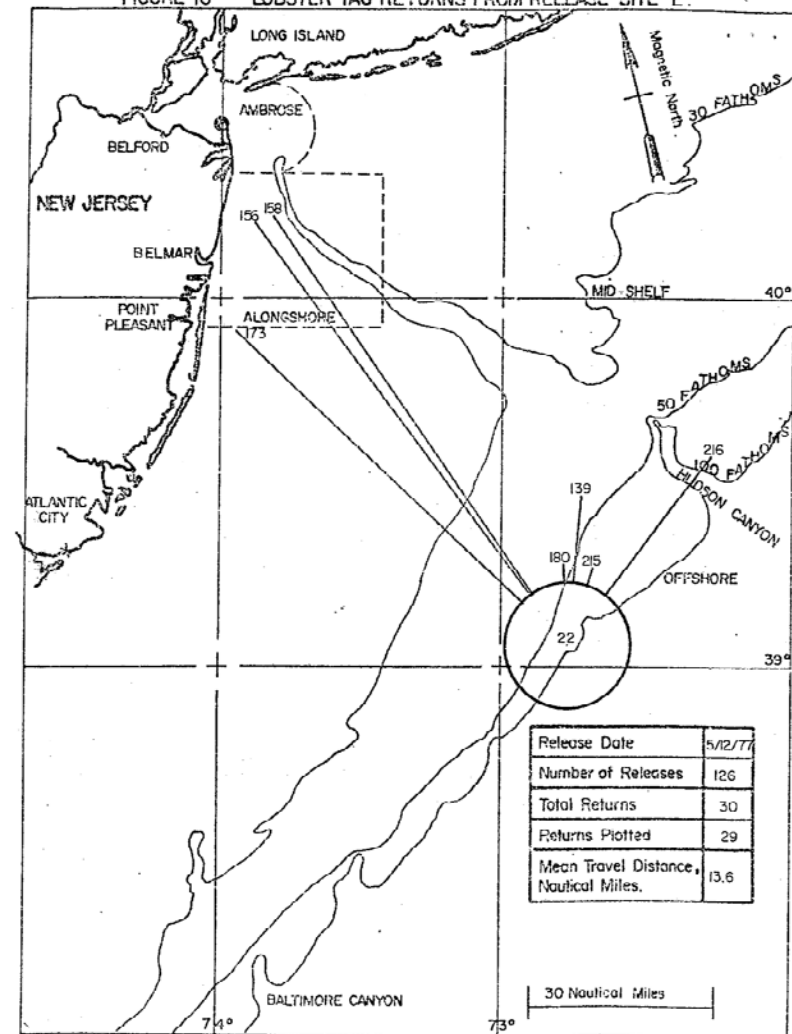 FIGURE 10 LOBSTER TAG RETURNS FROM RELEASE SITE E.
LONG ISLAND
Magnetic North
30 FATHOMS
AMBROSE
BELFORD
NEW JERSEY
156
158
BELMAR
MID SHELF
40°
POINT
PLEASANT
ALONGSHORE
173
50 FATHOMS
216
100 FATHOMS
HUDSON CANYON
139
ATLANTIC
CITY
180
215
OFFSHORE
22
39°
Release Date 5/12/77
Number of Releases 126
Total Returns 30
Returns Plotted 29
Mean Travel Distance,
Nautical Miles. 13.6
30 Nautical Miles
BALTIMORE CANYON
74°
73°